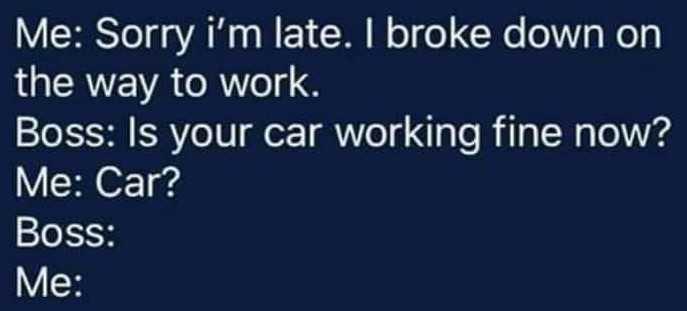 Me: Sorry i'm late. I broke down on
the way to work.
Boss: Is your car working fine now?
Me: Car?
Boss:
Me: